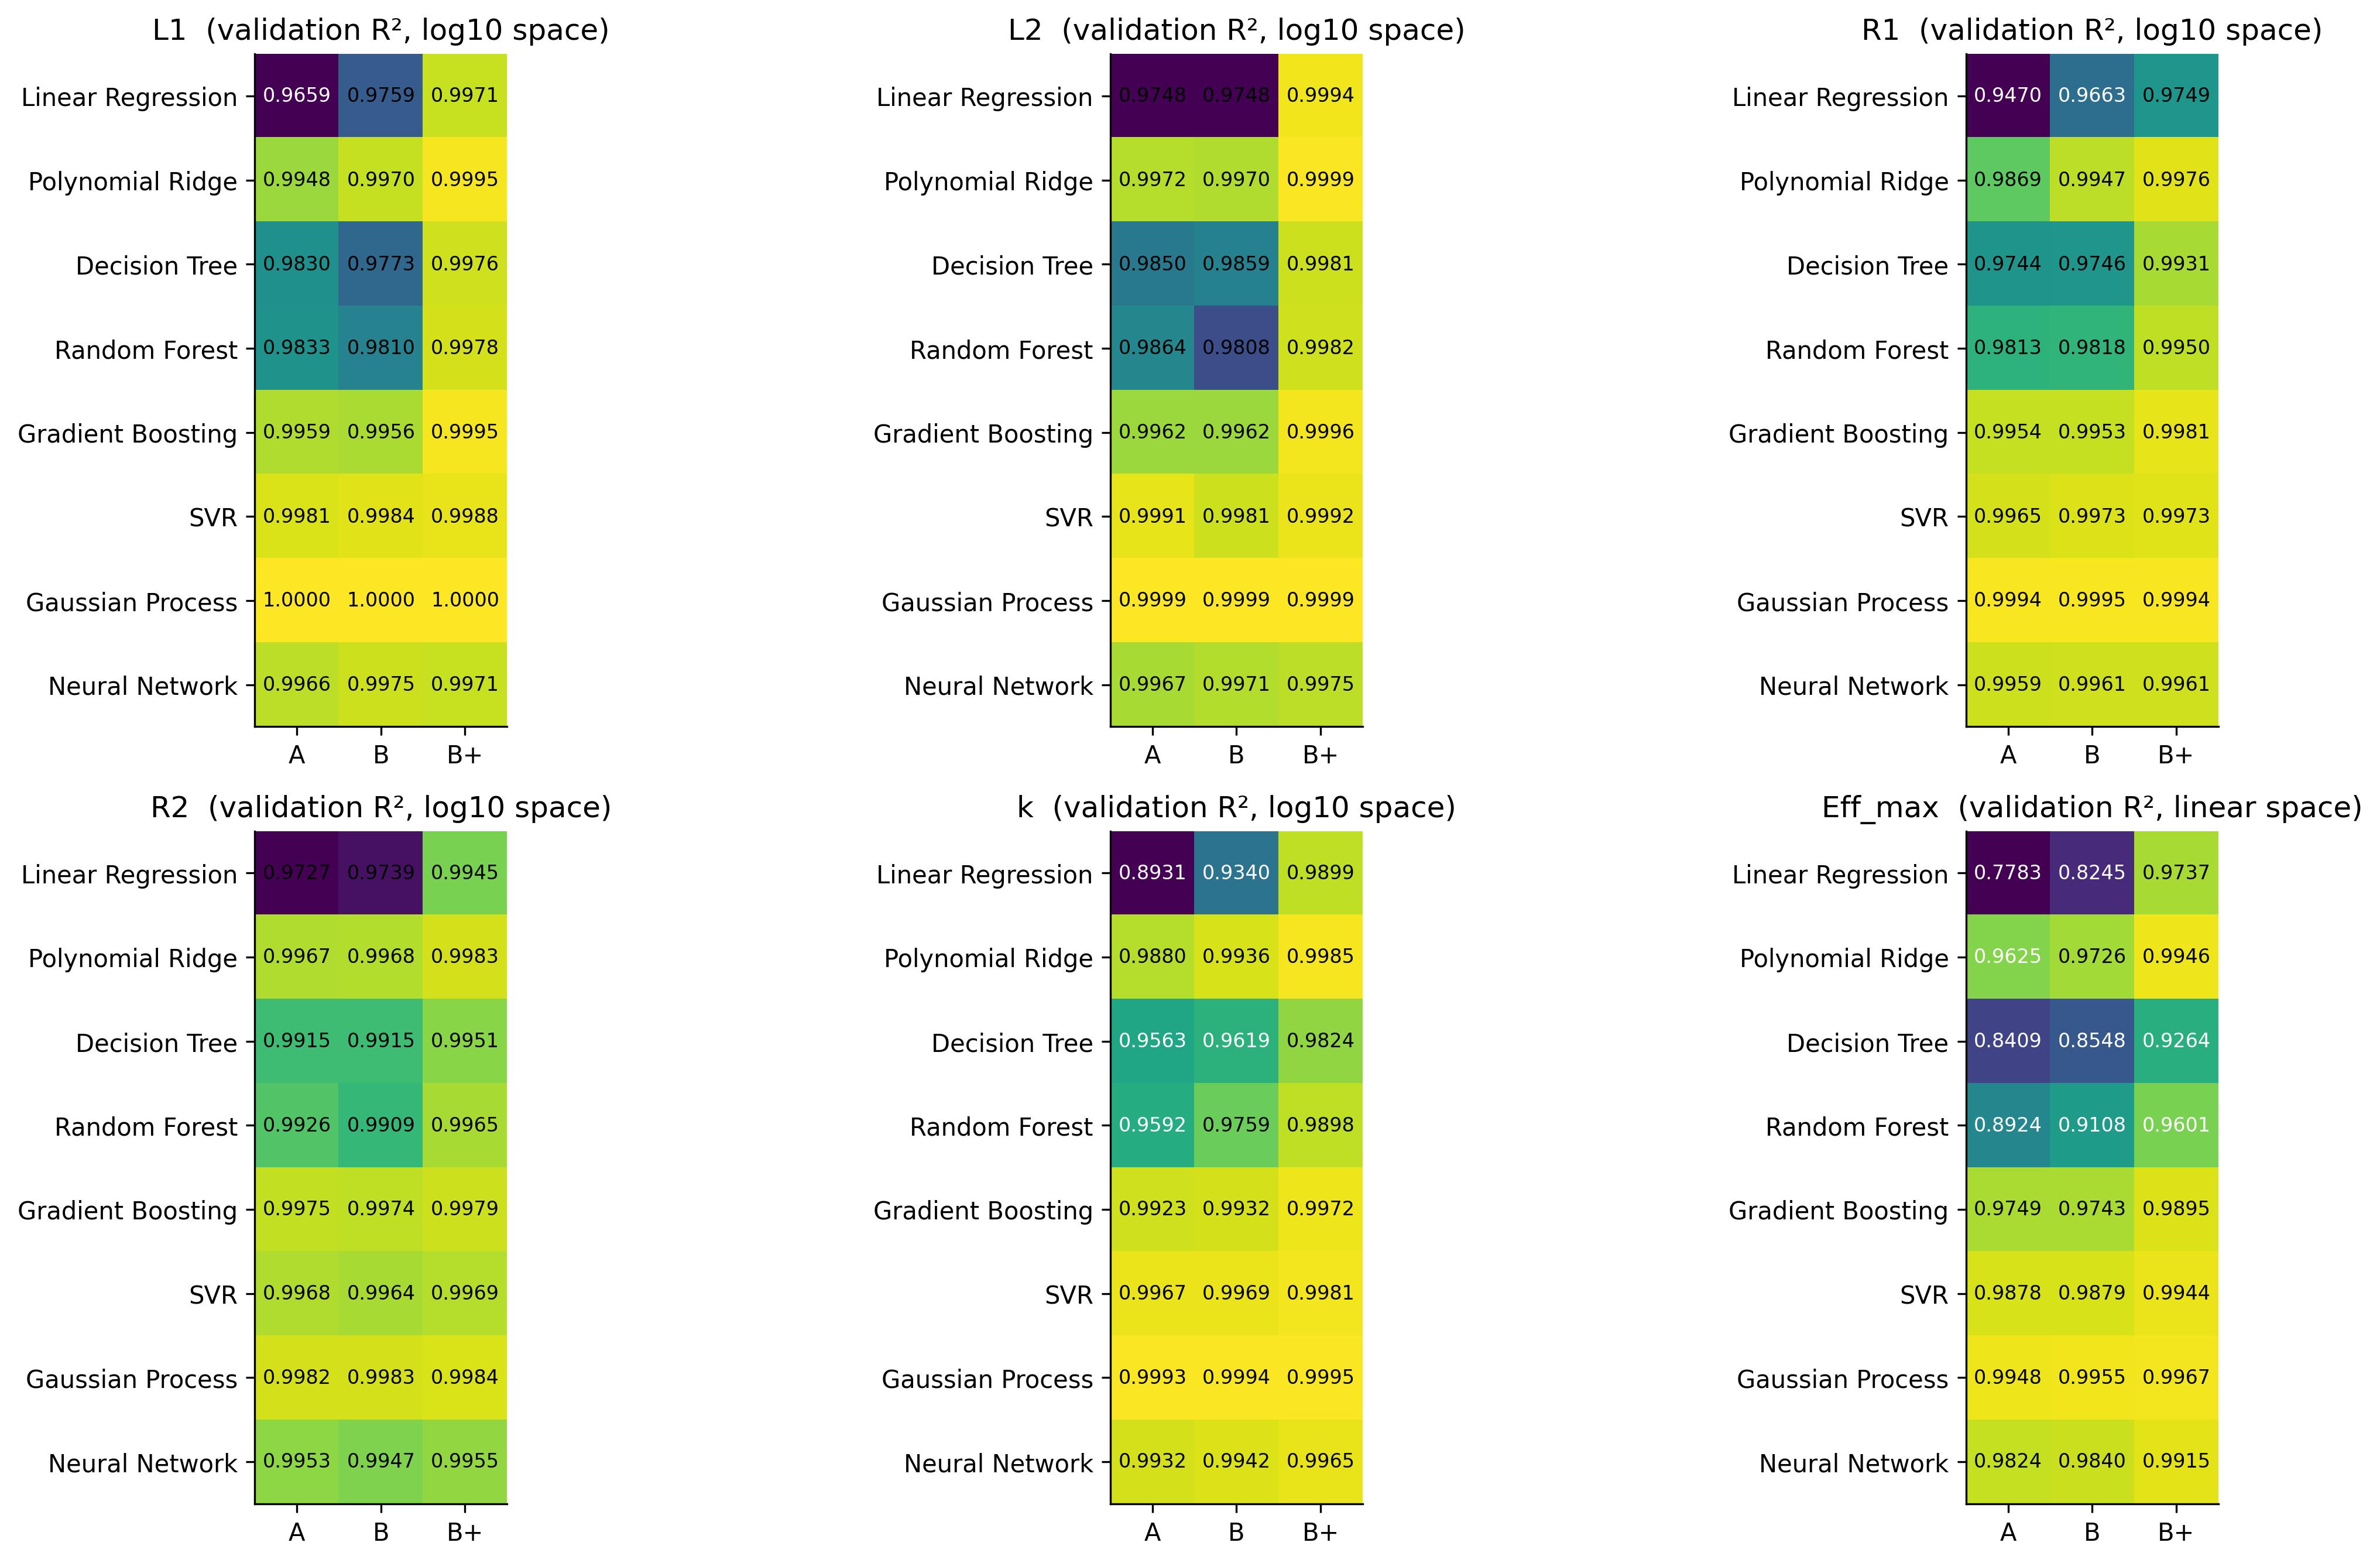 L1  (validation R², log10 space)
Linear Regression 0.9659 0.9759 0.9971
Polynomial Ridge 0.9948 0.9970 0.9995
Decision Tree 0.9830 0.9773 0.9976
Random Forest 0.9833 0.9810 0.9978
Gradient Boosting 0.9959 0.9956 0.9995
SVR 0.9981 0.9984 0.9988
Gaussian Process 1.0000 1.0000 1.0000
Neural Network 0.9966 0.9975 0.9971
A B B+
L2  (validation R², log10 space)
Linear Regression 0.9748 0.9748 0.9994
Polynomial Ridge 0.9972 0.9970 0.9999
Decision Tree 0.9850 0.9859 0.9981
Random Forest 0.9864 0.9808 0.9982
Gradient Boosting 0.9962 0.9962 0.9996
SVR 0.9991 0.9981 0.9992
Gaussian Process 0.9999 0.9999 0.9999
Neural Network 0.9967 0.9971 0.9975
A B B+
R1  (validation R², log10 space)
Linear Regression 0.9470 0.9663 0.9749
Polynomial Ridge 0.9869 0.9947 0.9976
Decision Tree 0.9744 0.9746 0.9931
Random Forest 0.9813 0.9818 0.9950
Gradient Boosting 0.9954 0.9953 0.9981
SVR 0.9965 0.9973 0.9973
Gaussian Process 0.9994 0.9995 0.9994
Neural Network 0.9959 0.9961 0.9961
A B B+
R2  (validation R², log10 space)
Linear Regression 0.9727 0.9739 0.9945
Polynomial Ridge 0.9967 0.9968 0.9983
Decision Tree 0.9915 0.9915 0.9951
Random Forest 0.9926 0.9909 0.9965
Gradient Boosting 0.9975 0.9974 0.9979
SVR 0.9968 0.9964 0.9969
Gaussian Process 0.9982 0.9983 0.9984
Neural Network 0.9953 0.9947 0.9955
A B B+
k  (validation R², log10 space)
Linear Regression 0.8931 0.9340 0.9899
Polynomial Ridge 0.9880 0.9936 0.9985
Decision Tree 0.9563 0.9619 0.9824
Random Forest 0.9592 0.9759 0.9898
Gradient Boosting 0.9923 0.9932 0.9972
SVR 0.9967 0.9969 0.9981
Gaussian Process 0.9993 0.9994 0.9995
Neural Network 0.9932 0.9942 0.9965
A B B+
Eff_max  (validation R², linear space)
Linear Regression 0.7783 0.8245 0.9737
Polynomial Ridge 0.9625 0.9726 0.9946
Decision Tree 0.8409 0.8548 0.9264
Random Forest 0.8924 0.9108 0.9601
Gradient Boosting 0.9749 0.9743 0.9895
SVR 0.9878 0.9879 0.9944
Gaussian Process 0.9948 0.9955 0.9967
Neural Network 0.9824 0.9840 0.9915
A B B+